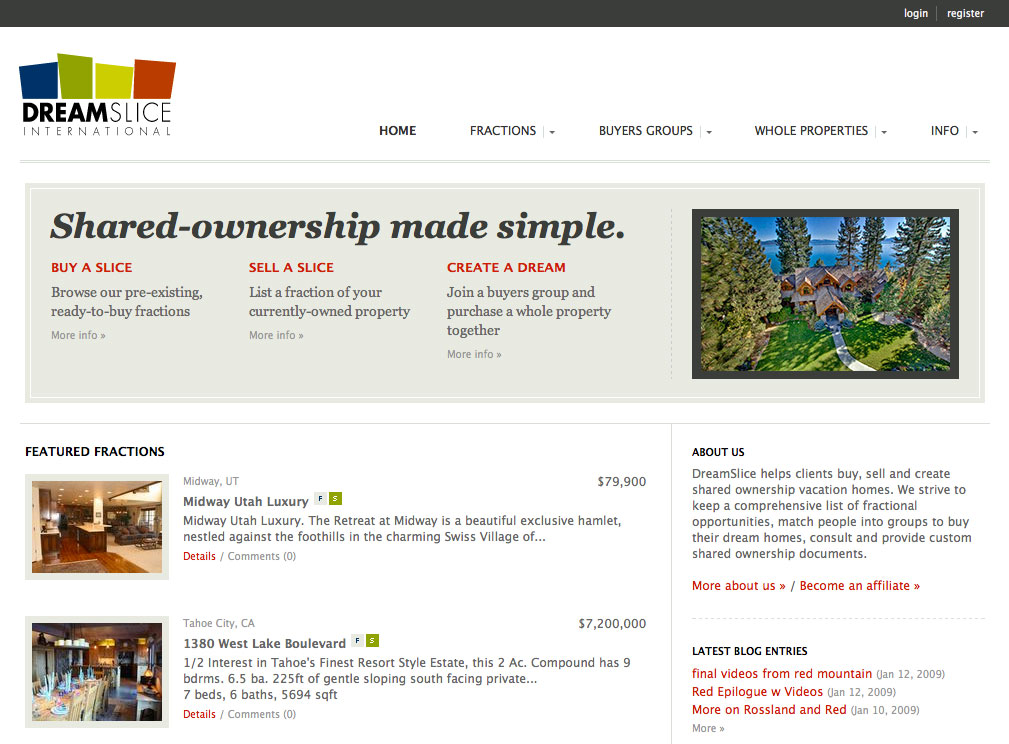 login
register
DREAMSLICE
INTERNATIONAL
HOME
FRACTIONS
BUYERS GROUPS
WHOLE PROPERTIES
INFO
Shared-ownership made simple.
BUY A SLICE
Browse our pre-existing,
ready-to-buy fractions
More info »
SELL A SLICE
List a fraction of your
currently-owned property
More info »
CREATE A DREAM
Join a buyers group and
purchase a whole property
together
More info »
FEATURED FRACTIONS
Midway, UT
$79,900
Midway Utah Luxury F S
Midway Utah Luxury. The Retreat at Midway is a beautiful exclusive hamlet,
nestled against the foothills in the charming Swiss Village of...
Details / Comments (0)
Tahoe City, CA
$7,200,000
1380 West Lake Boulevard F S
1/2 Interest in Tahoe's Finest Resort Style Estate, this 2 Ac. Compound has 9
bdrms. 6.5 ba. 225ft of gentle sloping south facing private...
7 beds, 6 baths, 5694 sqft
Details / Comments (0)
ABOUT US
DreamSlice helps clients buy, sell and create
shared ownership vacation homes. We strive to
keep a comprehensive list of fractional
opportunities, match people into groups to buy
their dream homes, consult and provide custom
shared ownership documents.
More about us » / Become an affiliate »
LATEST BLOG ENTRIES
final videos from red mountain (Jan 12, 2009)
Red Epilogue w Videos (Jan 12, 2009)
More on Rossland and Red (Jan 10, 2009)
More »